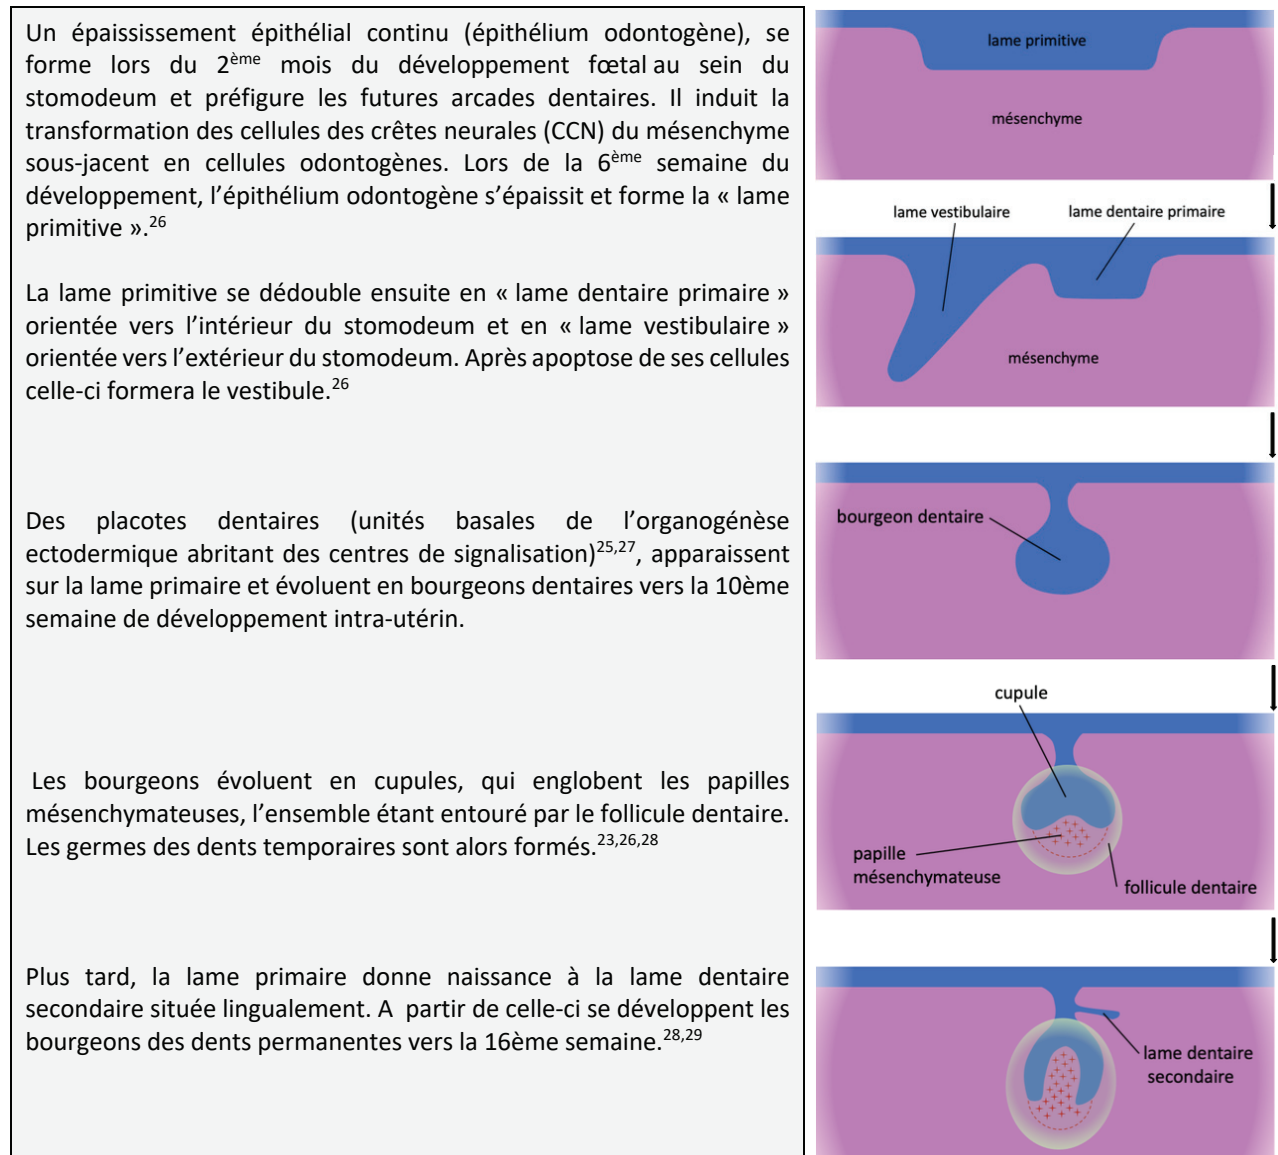 Un épaississement épithélial continu (épithélium odontogène), se
forme lors du 2ème mois du développement fœtal au sein du
stomodeum et préfigure les futures arcades dentaires. Il induit la
transformation des cellules des crêtes neurales (CCN) du mésenchyme
sous-jacent en cellules odontogènes. Lors de la 6ème semaine du
développement, l’épithélium odontogène s’épaissit et forme la « lame
primitive ».26
La lame primitive se dédouble ensuite en « lame dentaire primaire »
orientée vers l’intérieur du stomodeum et en « lame vestibulaire »
orientée vers l’extérieur du stomodeum. Après apoptose de ses cellules
celle-ci formera le vestibule.26
Des placotes dentaires (unités basales de l’organogénèse
ectodermique abritant des centres de signalisation)25,27, apparaissent
sur la lame primaire et évoluent en bourgeons dentaires vers la 10ème
semaine de développement intra-utérin.
Les bourgeons évoluent en cupules, qui englobent les papilles
mésenchymateuses, l’ensemble étant entouré par le follicule dentaire.
Les germes des dents temporaires sont alors formés.23,26,28
Plus tard, la lame primaire donne naissance à la lame dentaire
secondaire située lingualement. A partir de celle-ci se développent les
bourgeons des dents permanentes vers la 16ème semaine.28,29
lame primitive
mésenchyme
lame vestibulaire
lame dentaire primaire
mésenchyme
bourgeon dentaire
cupule
papille
mésenchymateuse
follicule dentaire
lame dentaire
secondaire